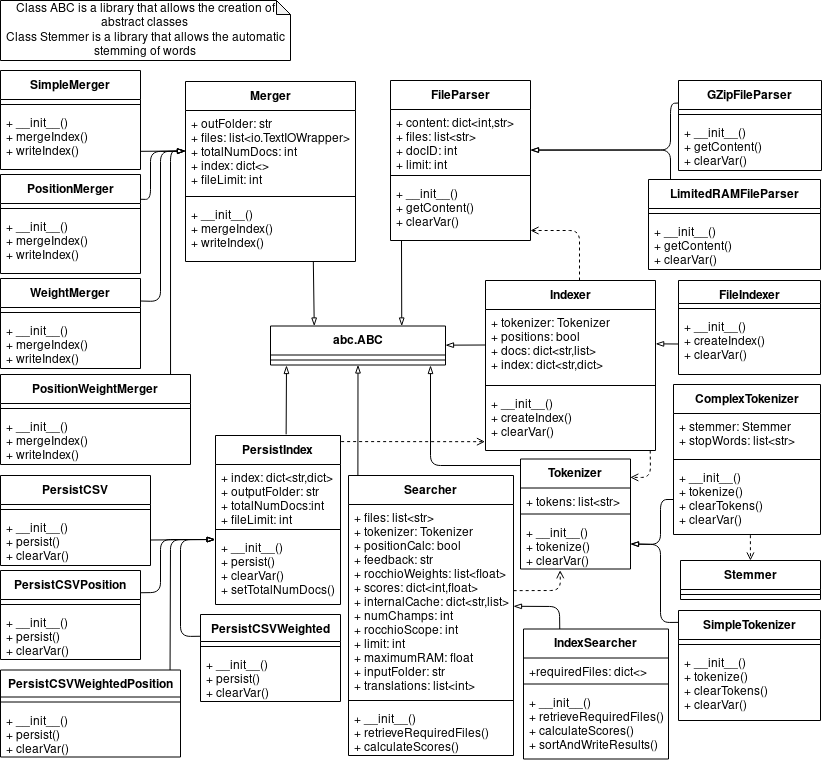 Class ABC is a library that allows the creation of
abstract classes
Class Stemmer is a library that allows the automatic
stemming of words
SimpleMerger
+ __init__()
+ mergeIndex()
+ writeIndex()
PositionMerger
+ __init__()
+ mergeIndex()
+ writeIndex()
WeightMerger
+ __init__()
+ mergeIndex()
+ writeIndex()
PositionWeightMerger
+ __init__()
+ mergeIndex()
+ writeIndex()
Merger
+ outFolder: str
+ files: list<io.TextIOWrapper>
+ totalNumDocs: int
+ index: dict<>
+ fileLimit: int
+ __init__()
+ mergeIndex()
+ writeIndex()
FileParser
+ content: dict<int,str>
+ files: list<str>
+ docID: int
+ limit: int
+ __init__()
+ getContent()
+ clearVar()
GZipFileParser
+ __init__()
+ getContent()
+ clearVar()
LimitedRAMFileParser
+ __init__()
+ getContent()
+ clearVar()
abc.ABC
Indexer
+ tokenizer: Tokenizer
+ positions: bool
+ docs: dict<str,list>
+ index: dict<str,dict>
+ __init__()
+ createIndex()
+ clearVar()
FileIndexer
+ __init__()
+ createIndex()
+ clearVar()
ComplexTokenizer
+ stemmer: Stemmer
+ stopWords: list<str>
+ __init__()
+ tokenize()
+ clearTokens()
+ clearVar()
PersistIndex
+ index: dict<str,dict>
+ outputFolder: str
+ totalNumDocs:int
+ fileLimit: int
+ __init__()
+ persist()
+ clearVar()
+ setTotalNumDocs()
Tokenizer
+ tokens: list<str>
+ __init__()
+ tokenize()
+ clearVar()
PersistCSV
+ __init__()
+ persist()
+ clearVar()
PersistCSVPosition
+ __init__()
+ persist()
+ clearVar()
PersistCSVWeighted
+ __init__()
+ persist()
+ clearVar()
PersistCSVWeightedPosition
+ __init__()
+ persist()
+ clearVar()
Searcher
+ files: list<str>
+ tokenizer: Tokenizer
+ positionCalc: bool
+ feedback: str
+ rocchioWeights: list<float>
+ scores: dict<int,float>
+ internalCache: dict<str,list>
+ numChamps: int
+ rocchioScope: int
+ limit: int
+ maximumRAM: float
+ inputFolder: str
+ translations: list<int>
+ __init__()
+ retrieveRequiredFiles()
+ calculateScores()
IndexSearcher
+requiredFiles: dict<>
+ __init__()
+ retrieveRequiredFiles()
+ calculateScores()
+ sortAndWriteResults()
Stemmer
SimpleTokenizer
+ __init__()
+ tokenize()
+ clearTokens()
+ clearVar()